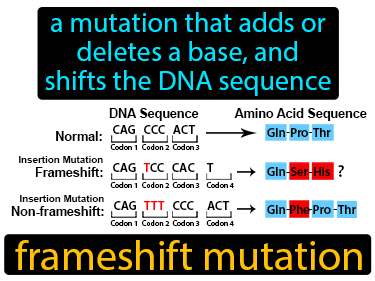 a mutation that adds or
deletes a base, and
shifts the DNA sequence
DNA Sequence Amino Acid Sequence
Normal: CAG CCC ACT Gln-Pro-Thr
Codon 1 Codon 2 Codon 3
Insertion Mutation
Frameshift: CAG TCC CAC T Gln-Ser-His ?
Codon 1 Codon 2 Codon 3 Codon 4
Insertion Mutation
Non-frameshift: CAG TTT CCC ACT Gln-Phe-Pro-Thr
Codon 1 Codon 2 Codon 3 Codon 4
frameshift mutation